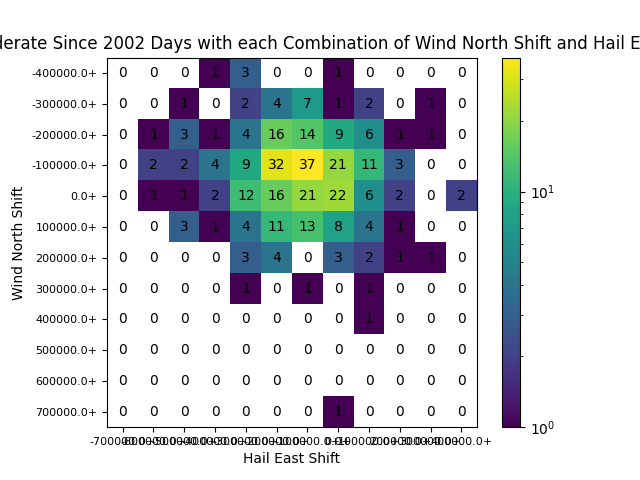 derate Since 2002 Days with each Combination of Wind North Shift and Hail E
-400000.0+ 0 0 0 1 3 0 0 1 0 0 0 0
-300000.0+ 0 0 1 0 2 4 7 1 2 0 1 0
-200000.0+ 0 1 3 1 4 16 14 9 6 1 1 0
-100000.0+ 0 2 2 4 9 32 37 21 11 3 0 0
0.0+ 0 1 1 2 12 16 21 22 6 2 0 2
100000.0+ 0 0 3 1 4 11 13 8 4 1 0 0
200000.0+ 0 0 0 0 3 4 0 3 2 1 1 0
300000.0+ 0 0 0 0 1 0 1 0 1 0 0 0
400000.0+ 0 0 0 0 0 0 0 0 1 0 0 0
500000.0+ 0 0 0 0 0 0 0 0 0 0 0 0
600000.0+ 0 0 0 0 0 0 0 0 0 0 0 0
700000.0+ 0 0 0 0 0 0 0 1 0 0 0 0
Wind North Shift
Hail East Shift
10¹
10⁰